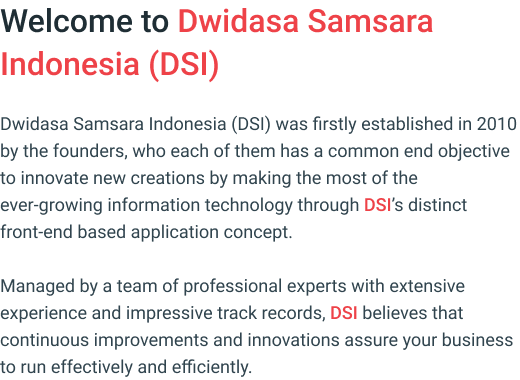 Welcome to Dwidasa Samsara
Indonesia (DSI)
Dwidasa Samsara Indonesia (DSI) was firstly established in 2010
by the founders, who each of them has a common end objective
to innovate new creations by making the most of the
ever-growing information technology through DSI's distinct
front-end based application concept.
Managed by a team of professional experts with extensive
experience and impressive track records, DSI believes that
continuous improvements and innovations assure your business
to run effectively and efficiently.